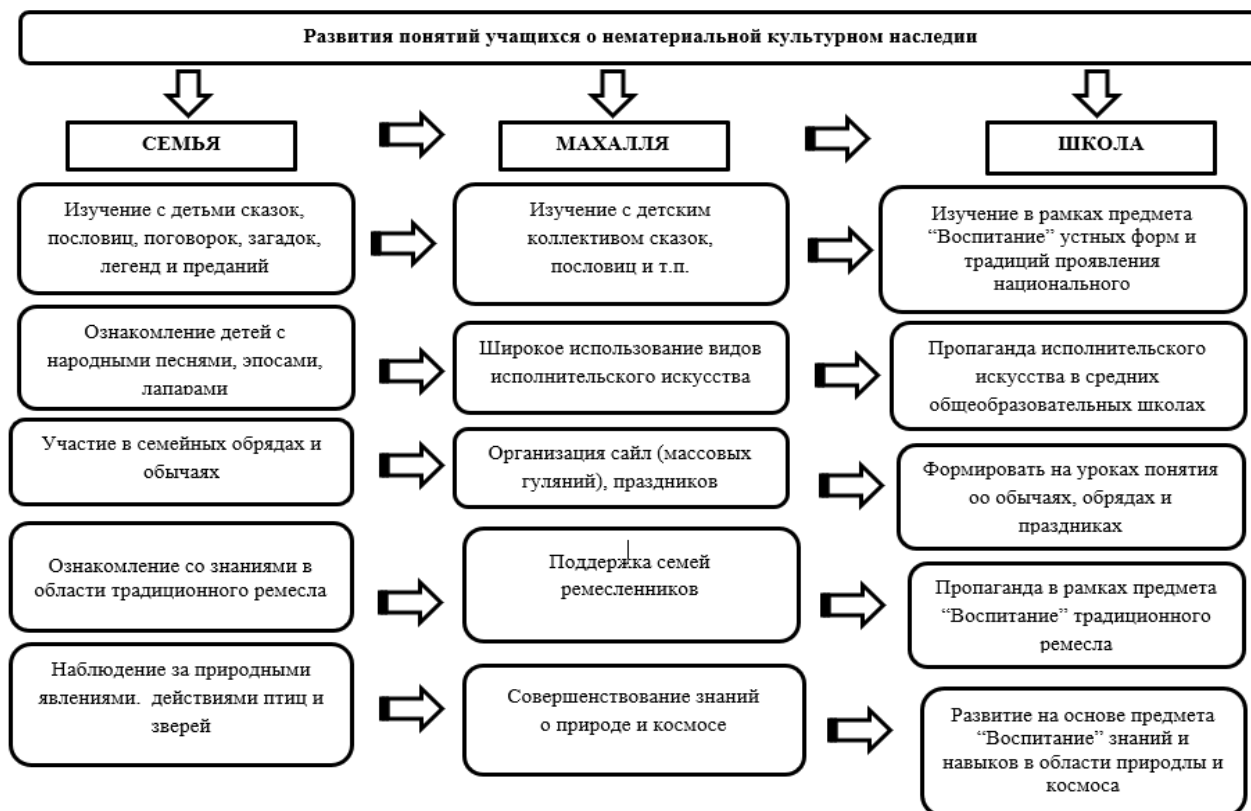 Развития понятий учащихся о нематериальной культурном наследии
СЕМЬЯ
МАХАЛЛЯ
ШКОЛА
Изучение с детьми сказок,
пословиц, поговорок, загадок,
легенд и преданий
Изучение с детским
коллективом сказок,
пословиц и т.п.
Изучение в рамках предмета
“Воспитание” устных форм и
традиций проявления
национального
Ознакомление детей с
народными песнями, эпосами,
лапарами
Широкое использование видов
исполнительского искусства
Пропаганда исполнительского
искусства в средних
общеобразовательных школах
Участие в семейных обрядах и
обычаях
Организация сайл (массовых
гуляний), праздников
Формировать на уроках понятия
оо обычаях, обрядах и
праздниках
Ознакомление со знаниями в
области традиционного ремесла
Поддержка семей
ремесленников
Пропаганда в рамках предмета
“Воспитание” традиционного
ремесла
Наблюдение за природными
явлениями. действиями птиц и
зверей
Совершенствование знаний
о природе и космосе
Развитие на основе предмета
“Воспитание” знаний и
навыков в области природлы и
космоса